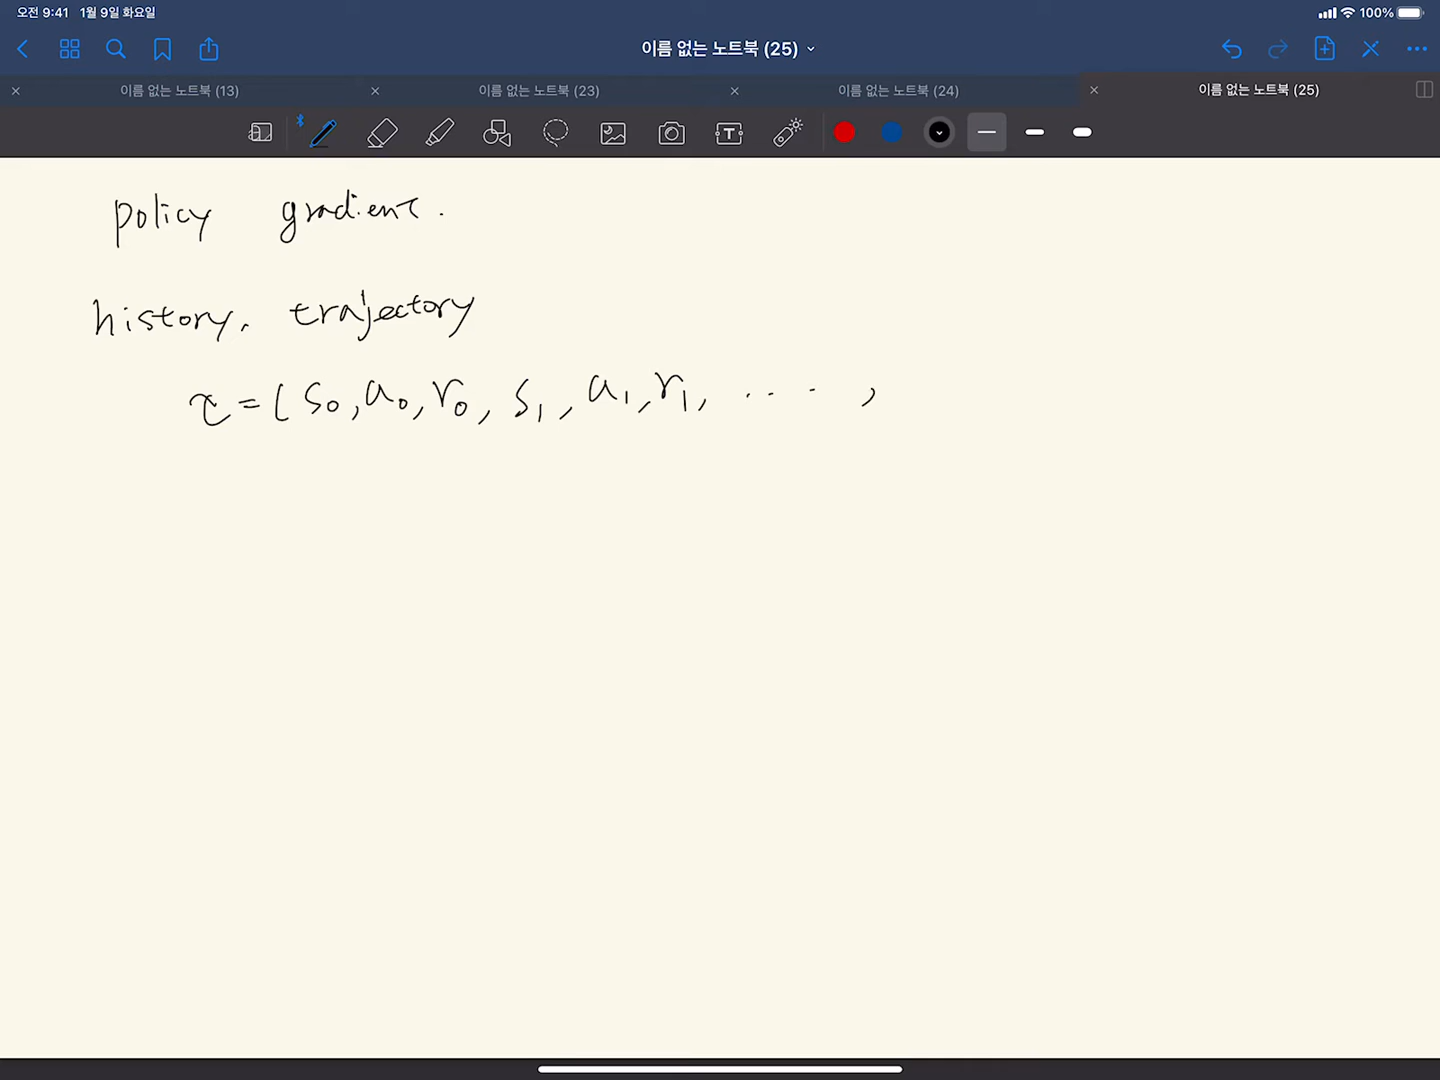 오전 9:41 1월 9일 화요일 100%
이름 없는 노트북 (25)
이름 없는 노트북 (13) 이름 없는 노트북 (23) 이름 없는 노트북 (24) 이름 없는 노트북 (25)
policy gradient.
history, trajectory
τ = ( s₀, a₀, r₀, s₁, a₁, r₁, ‥‥ ,